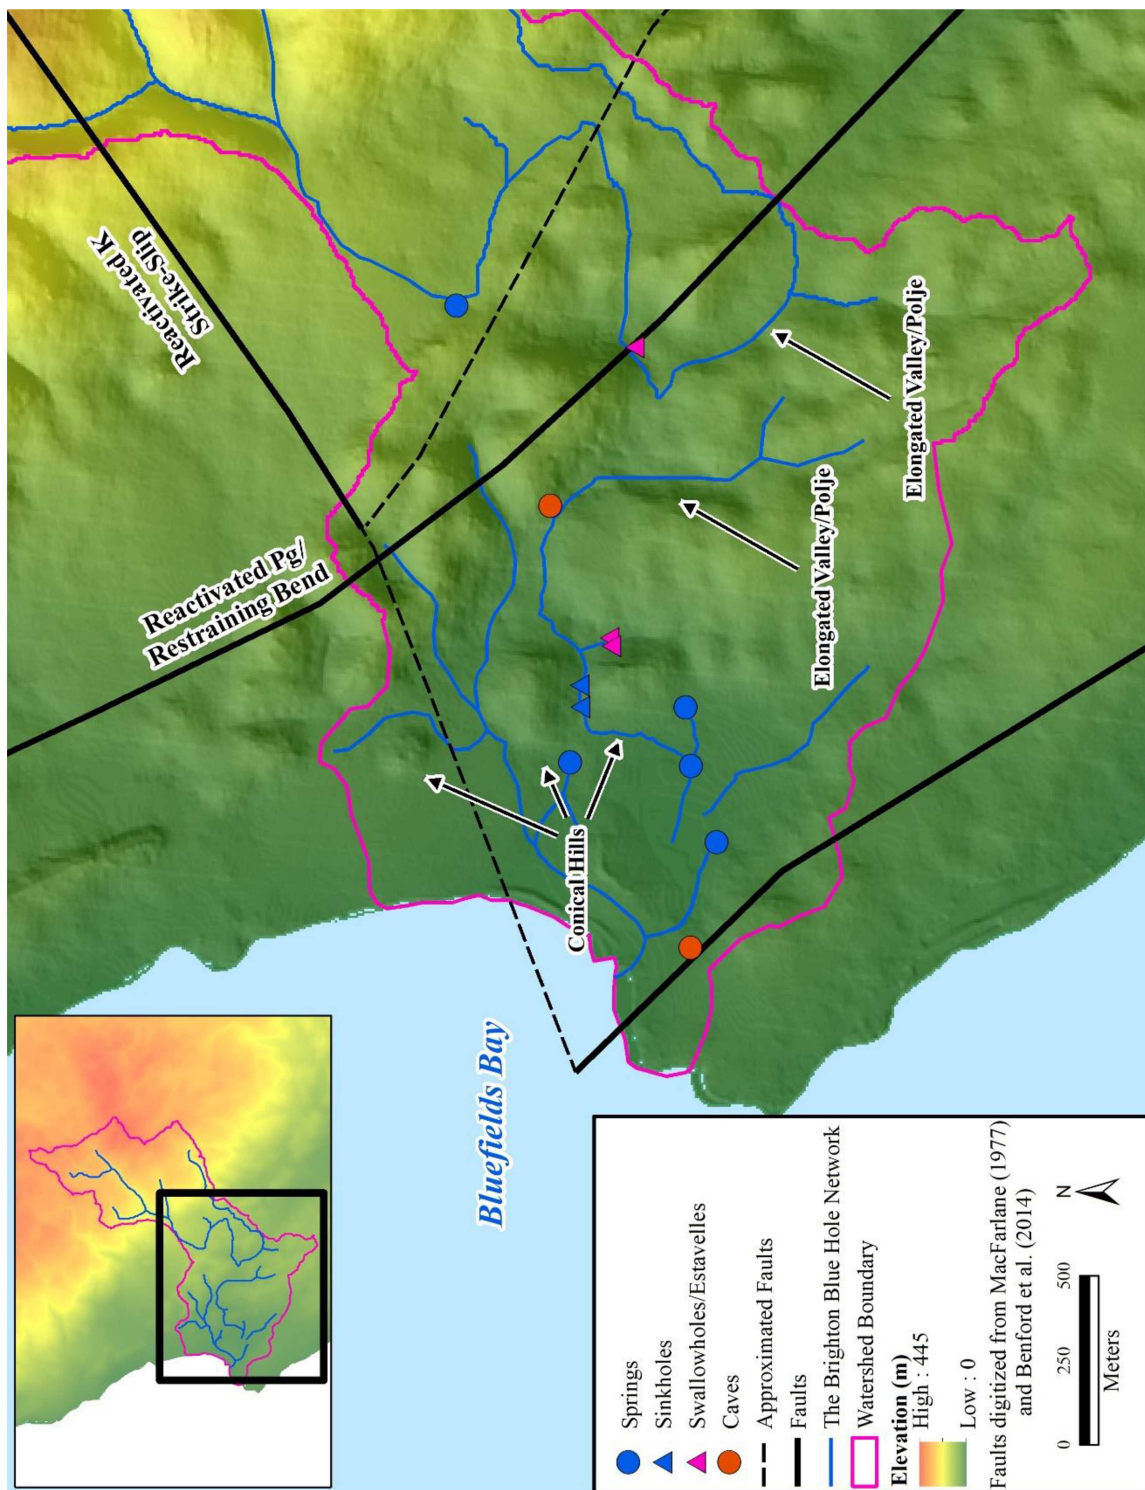 Reactivated K
Strike-Slip
Reactivated Pg/
Restraining Bend
Elongated Valley/Polje
Elongated Valley/Polje
Conical Hills
Bluefields Bay
Springs
Sinkholes
Swallowholes/Estavelles
Caves
Approximated Faults
Faults
The Brighton Blue Hole Network
Watershed Boundary
Elevation (m)
High : 445
Low : 0
Faults digitized from MacFarlane (1977)
and Benford et al. (2014)
0 250 500
Meters
N